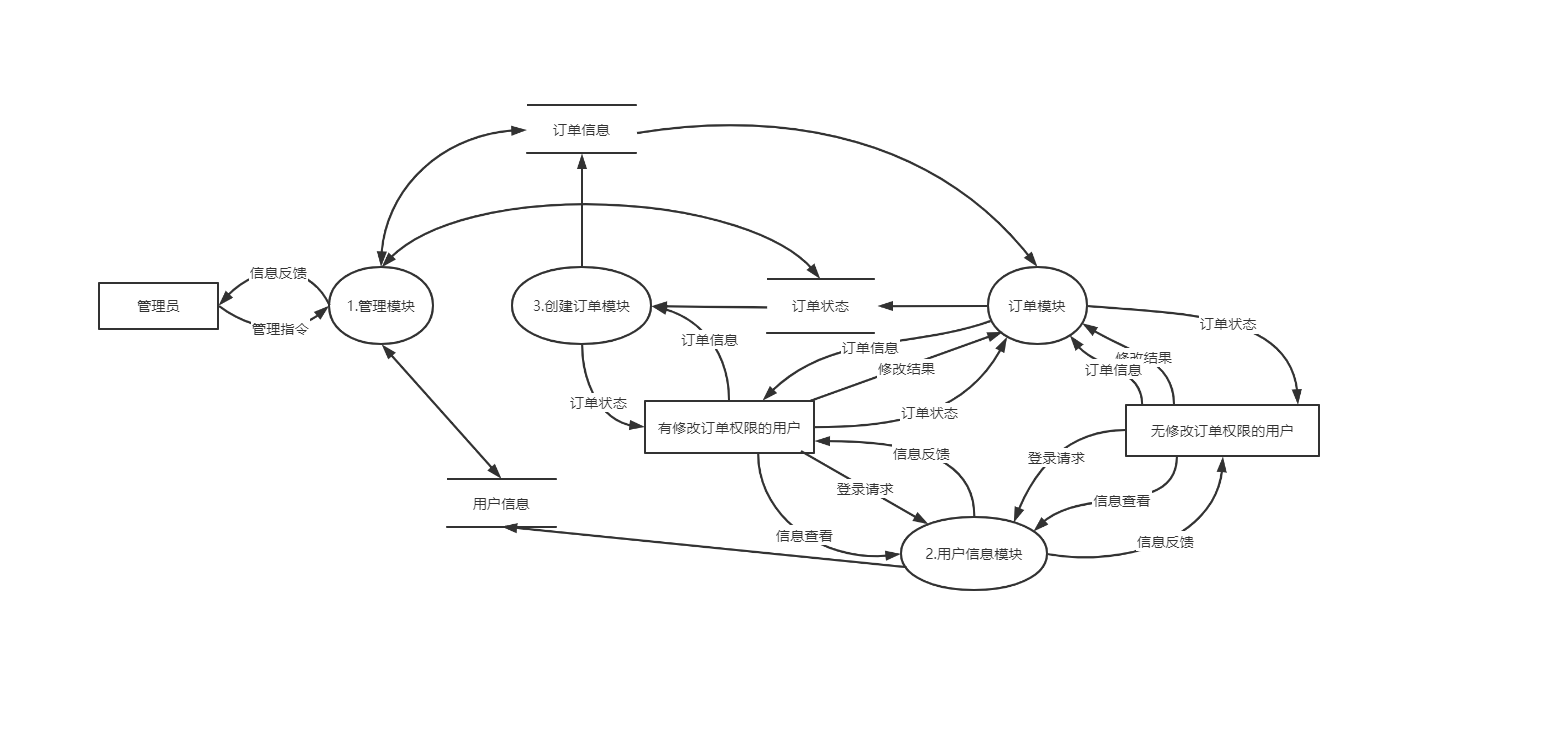 订单信息
信息反馈
管理员
1.管理模块
3.创建订单模块
订单状态
订单模块
管理指令
订单状态
订单信息
订单信息
修改结果
修改结果
订单信息
订单状态
订单状态
有修改订单权限的用户
无修改订单权限的用户
信息反馈
登录请求
登录请求
用户信息
信息查看
信息查看
信息反馈
2.用户信息模块